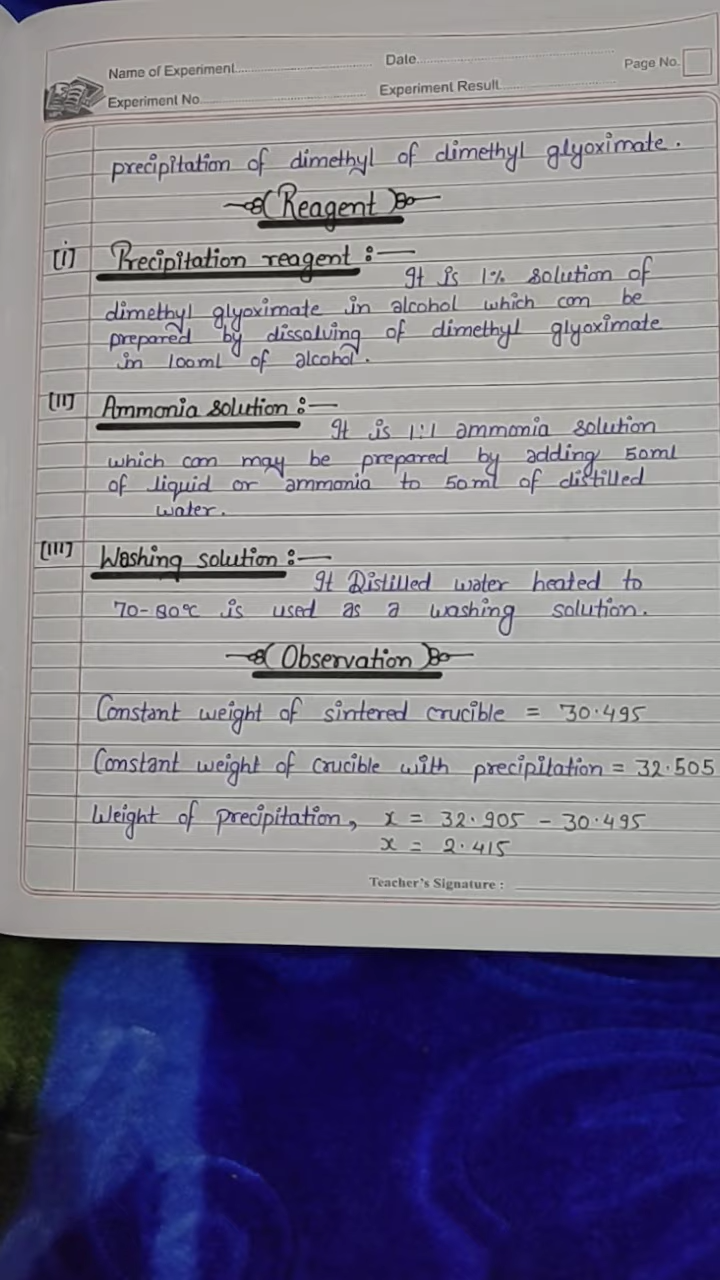 Name of Experiment
Date
Page No.
Experiment No
Experiment Result
precipitation of dimethyl of dimethyl glyoximate.
(Reagent)
[I] Precipitation reagent :—
It is 1% solution of
dimethyl glyoximate in alcohol which can be
prepared by dissolving of dimethyl glyoximate
in 100ml of alcohol.
[II] Ammonia solution :—
It is 1:1 ammonia solution
which can may be prepared by adding 50ml
of liquid or ammonia to 50ml of distilled
water.
[III] Washing solution :—
It Distilled water heated to
70-80°C is used as a washing solution.
(Observation)
Constant weight of sintered crucible = 30.495
Constant weight of crucible with precipitation = 32.505
Weight of precipitation, x = 32.905 - 30.495
x = 2.415
Teacher's Signature :